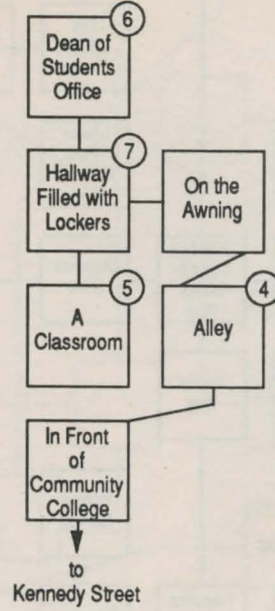 6
Dean of
Students
Office
7
Hallway
Filled with
Lockers
On the
Awning
5
A
Classroom
4
Alley
In Front
of
Community
College
to
Kennedy Street